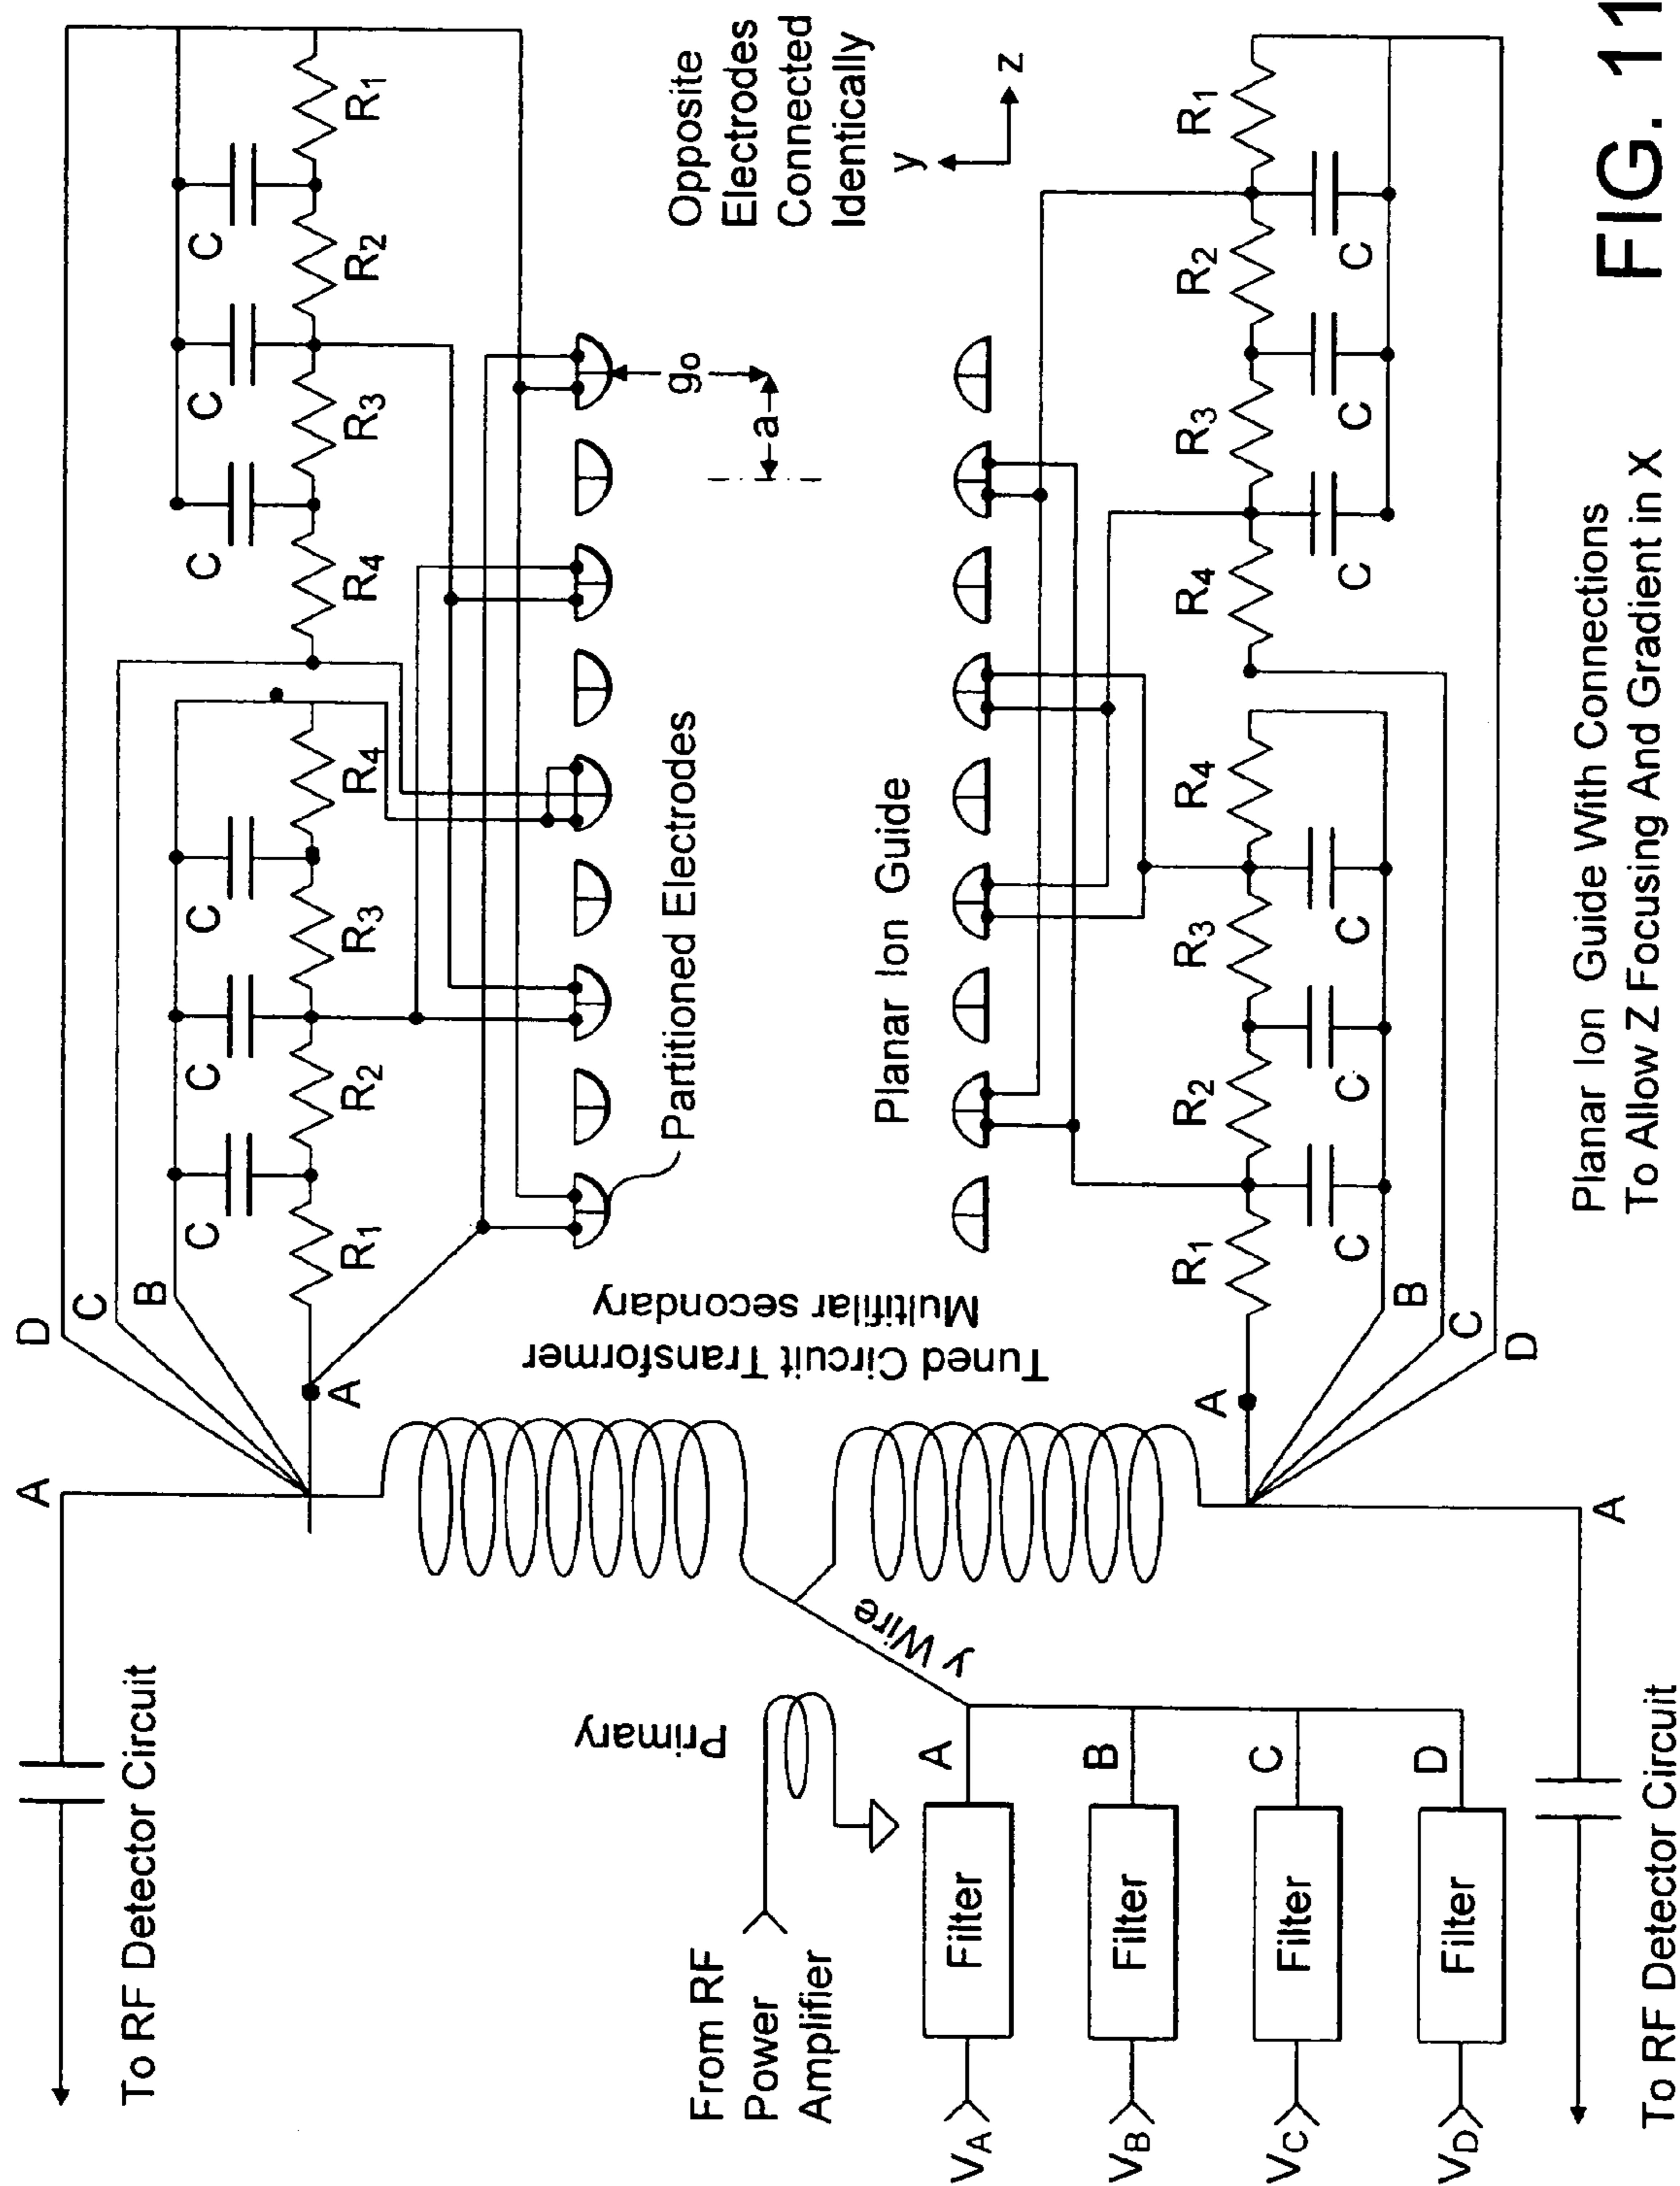 To RF Detector Circuit
A
D
C
B
A
R1
C
R2
C
R3
C
R4
R4
C
R3
C
R2
C
R1
Opposite
Electrodes
Connected
Identically
y
z
go
a
Partitioned Electrodes
Planar Ion Guide
Tuned Circuit Transformer
Multifilar secondary
y Wire
Primary
From RF
Power
Amplifier
VA
Filter
A
VB
Filter
B
VC
Filter
C
VD
Filter
D
A
R1
R2
R3
R4
R4
R3
R2
R1
C
C
C
C
C
C
B
C
D
A
To RF Detector Circuit
Planar Ion Guide With Connections
To Allow Z Focusing And Gradient in X
FIG. 11